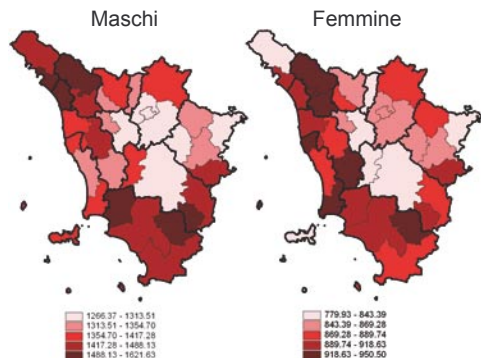 Maschi
Femmine
1266.37 - 1313.51
1313.51 - 1354.70
1354.70 - 1417.28
1417.28 - 1488.13
1488.13 - 1621.63
779.93 - 843.39
843.39 - 869.28
869.28 - 889.74
889.74 - 918.63
918.63 - 950.50